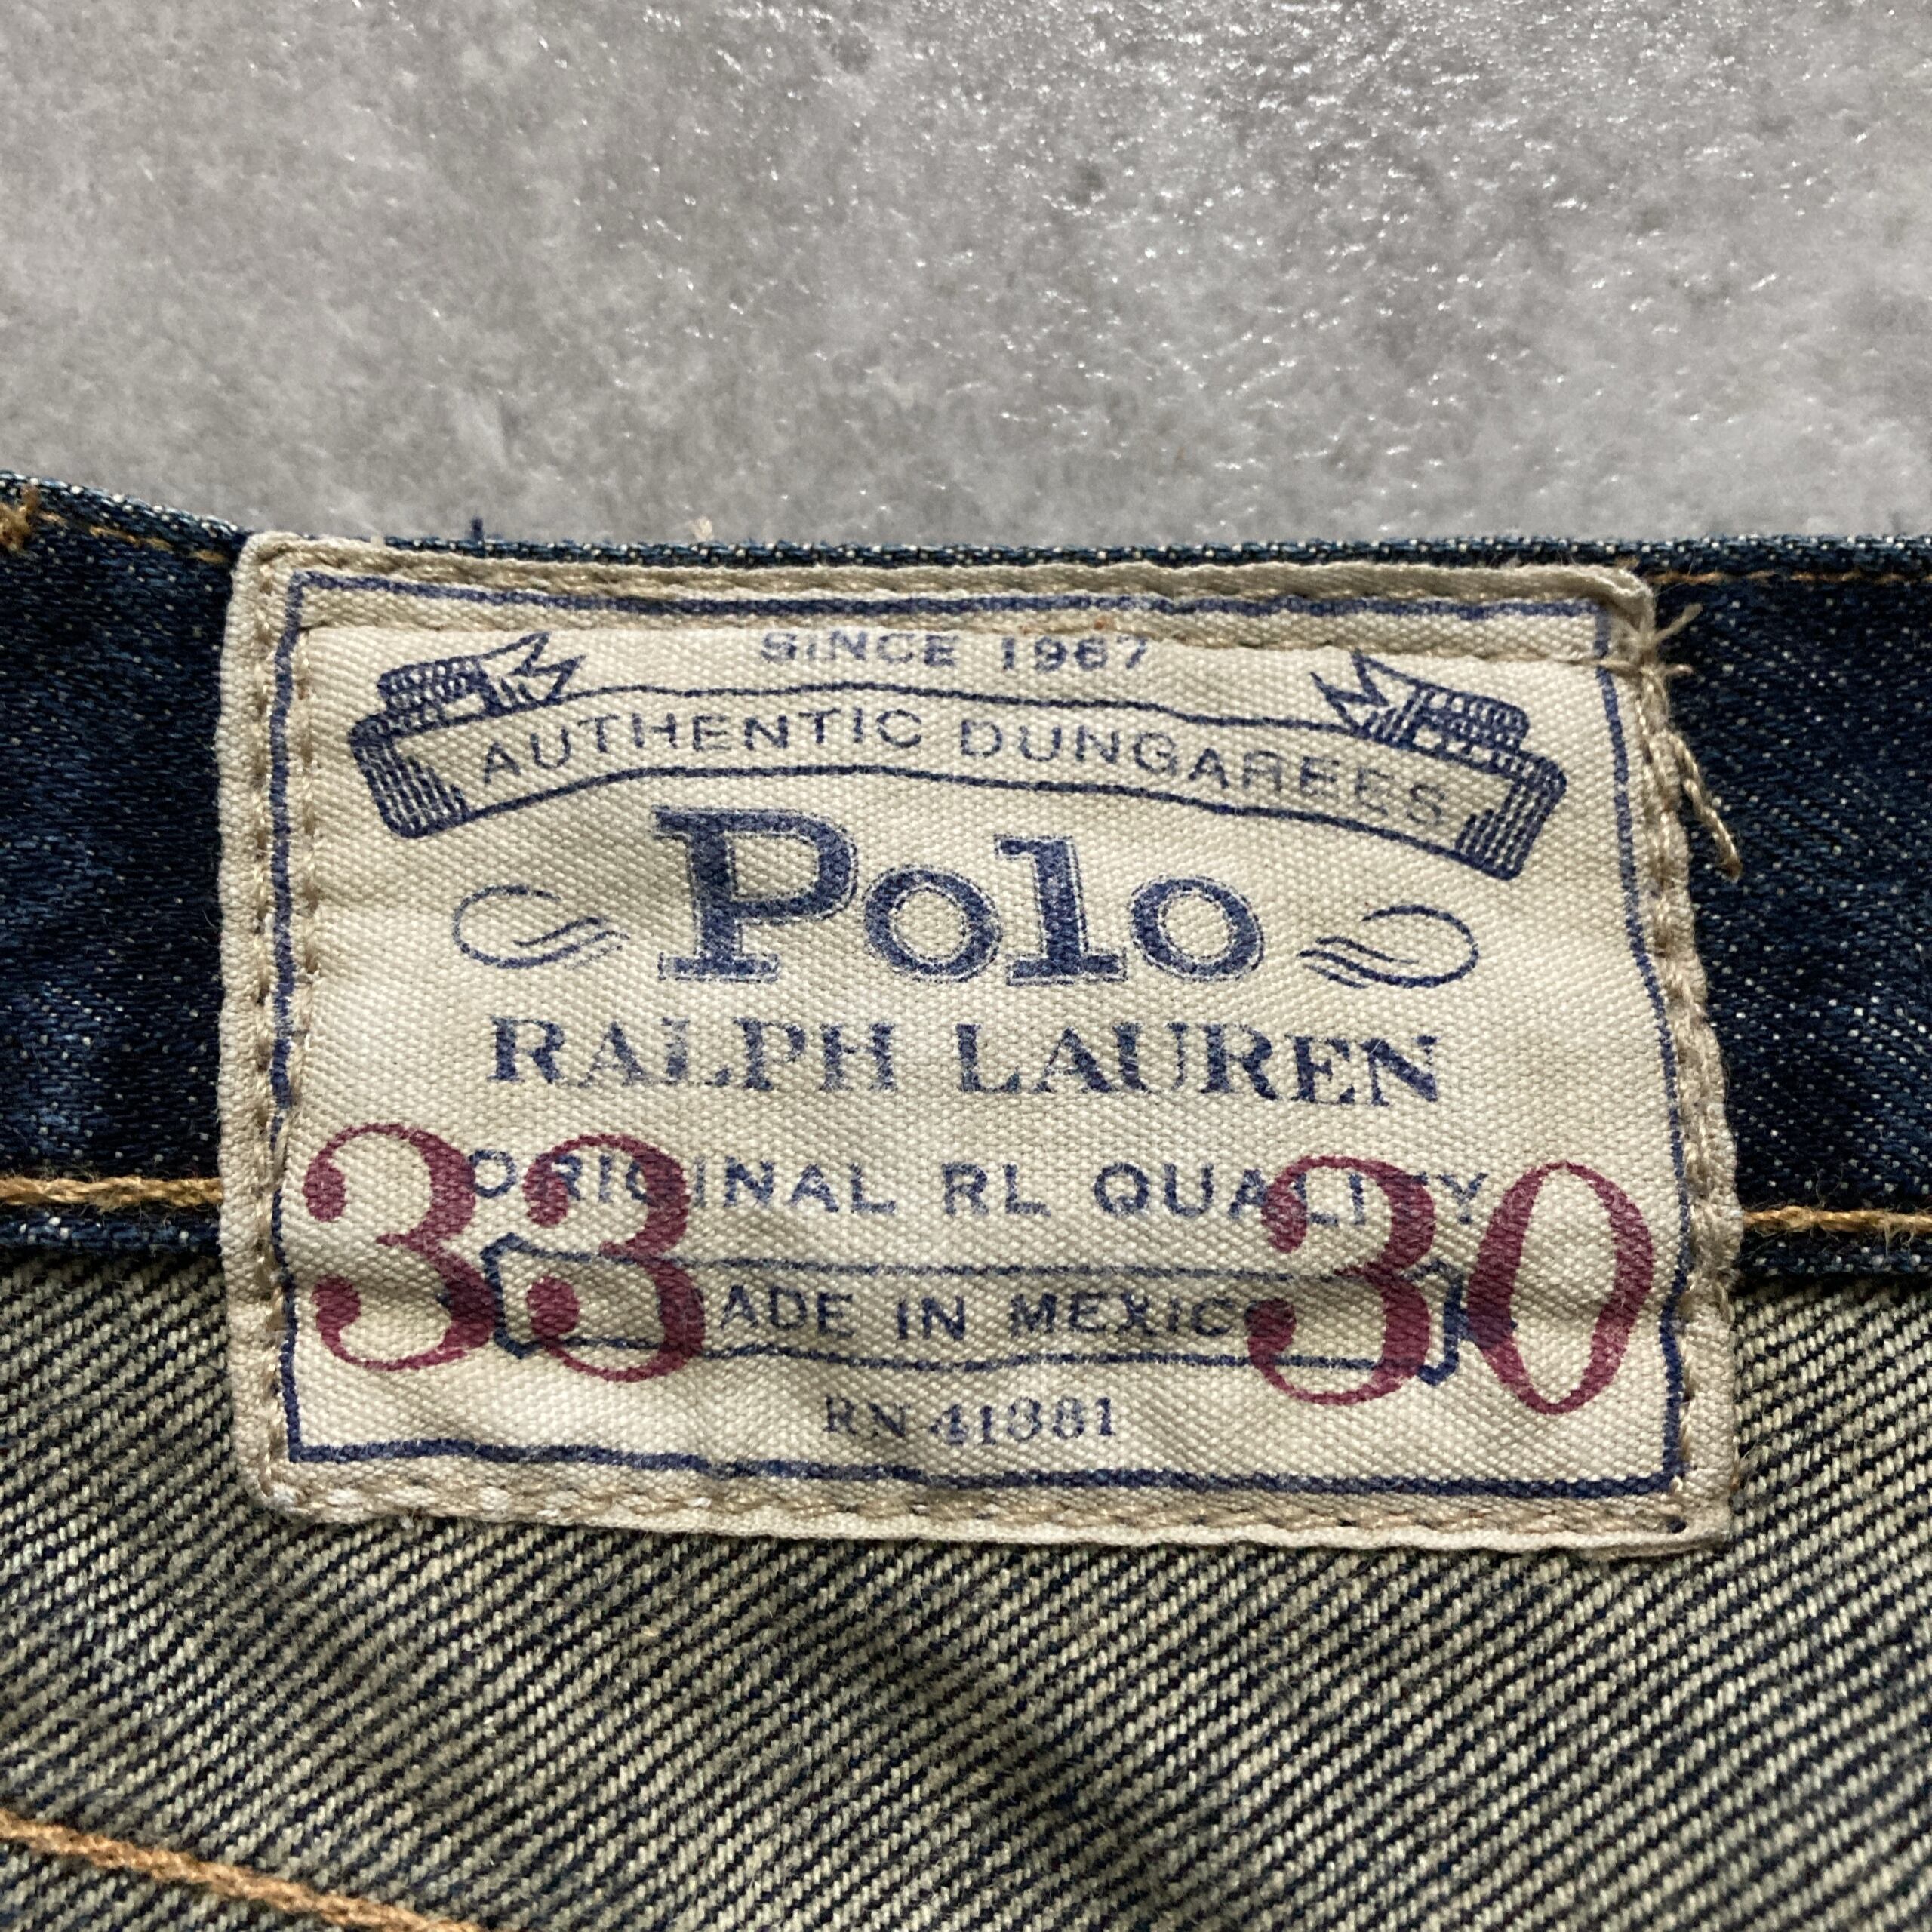 SINCE 1967
AUTHENTIC DUNGAREES
Polo
RALPH LAUREN
ORIGINAL RL QUALITY
33 30
MADE IN MEXICO
RN 41381